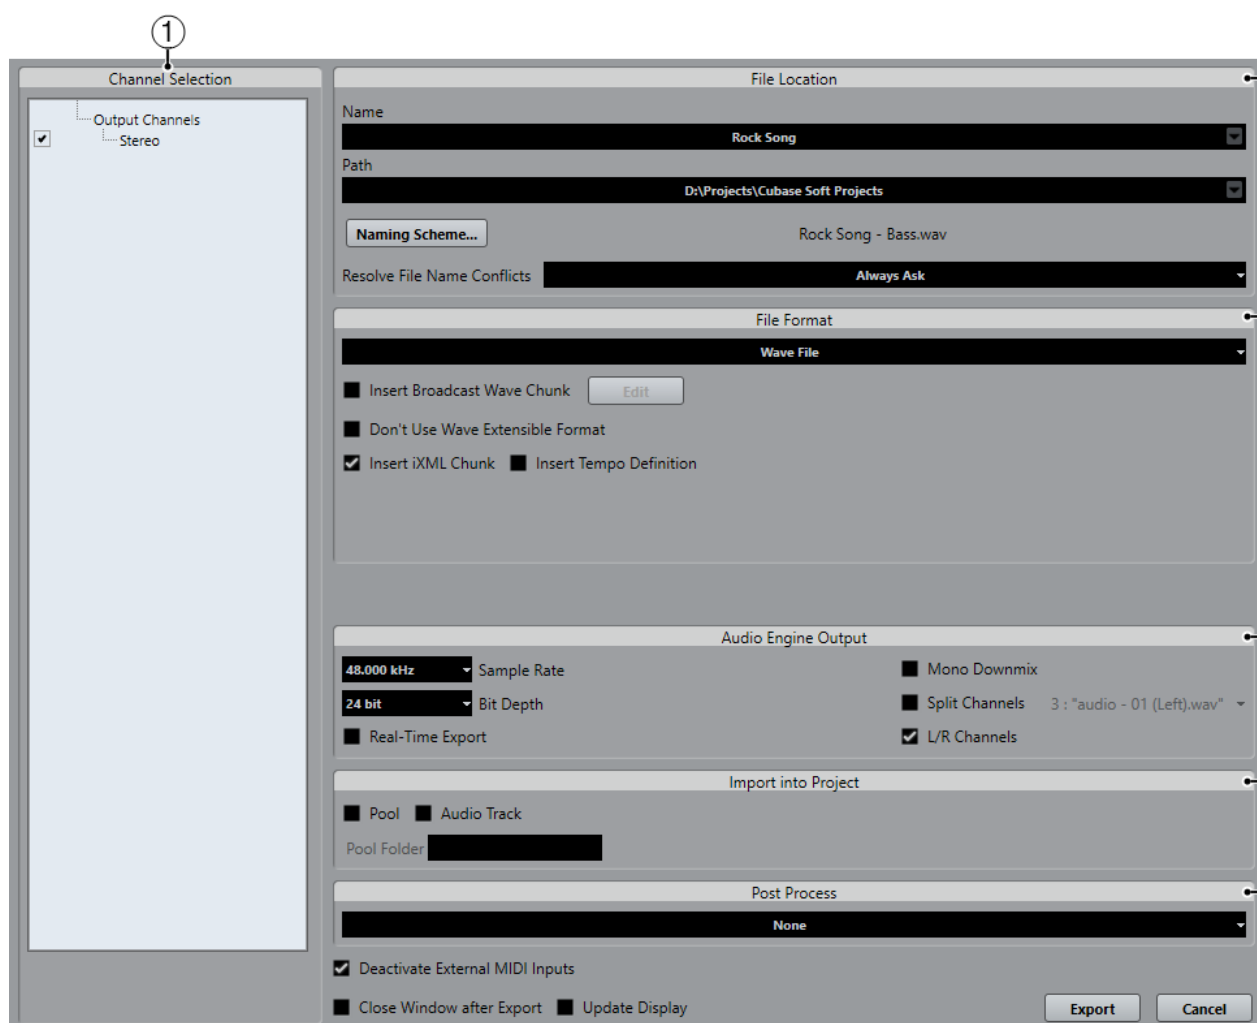 1
Channel Selection
Output Channels
Stereo
File Location
Name
Rock Song
Path
D:\Projects\Cubase Soft Projects
Naming Scheme... Rock Song - Bass.wav
Resolve File Name Conflicts Always Ask
File Format
Wave File
Insert Broadcast Wave Chunk Edit
Don't Use Wave Extensible Format
Insert iXML Chunk Insert Tempo Definition
Audio Engine Output
48.000 kHz Sample Rate Mono Downmix
24 bit Bit Depth Split Channels 3 : "audio - 01 (Left).wav"
Real-Time Export L/R Channels
Import into Project
Pool Audio Track
Pool Folder
Post Process
None
Deactivate External MIDI Inputs
Close Window after Export Update Display Export Cancel